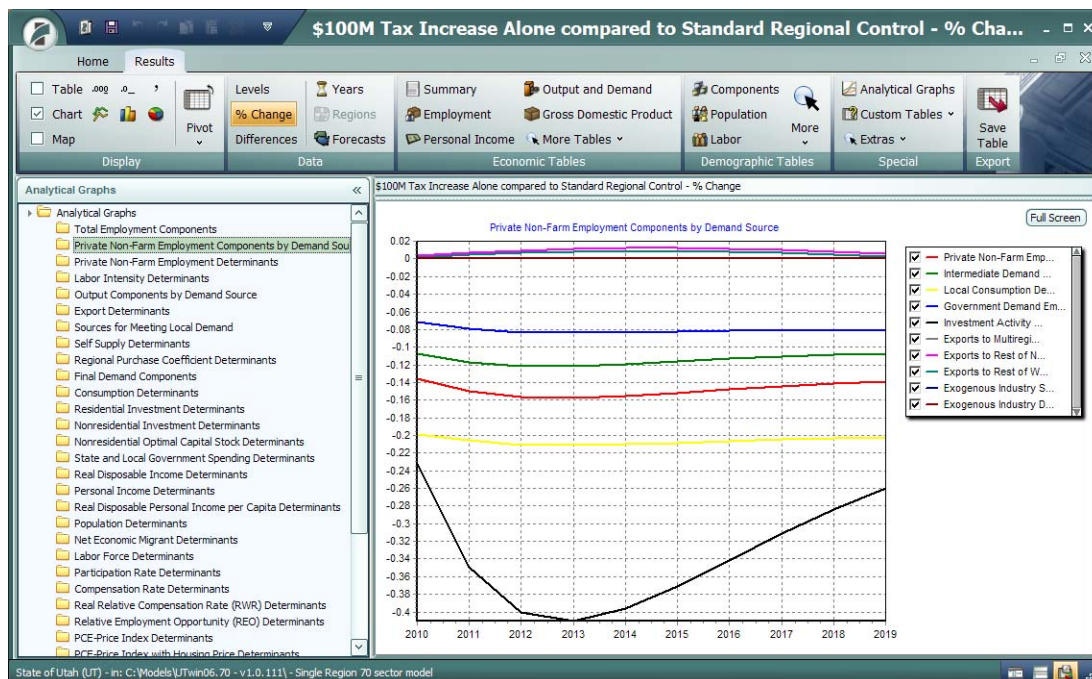 $100M Tax Increase Alone compared to Standard Regional Control - % Cha...
Home Results
Table .000 .0_ ,
Chart
Map
Pivot
Display
Levels
% Change
Differences
Years
Regions
Forecasts
Data
Summary
Employment
Personal Income
Output and Demand
Gross Domestic Product
More Tables
Economic Tables
Components
Population
Labor
More
Demographic Tables
Analytical Graphs
Custom Tables
Extras
Special
Save
Table
Export
Analytical Graphs
Analytical Graphs
Total Employment Components
Private Non-Farm Employment Components by Demand Sou
Private Non-Farm Employment Determinants
Labor Intensity Determinants
Output Components by Demand Source
Export Determinants
Sources for Meeting Local Demand
Self Supply Determinants
Regional Purchase Coefficient Determinants
Final Demand Components
Consumption Determinants
Residential Investment Determinants
Nonresidential Investment Determinants
Nonresidential Optimal Capital Stock Determinants
State and Local Government Spending Determinants
Real Disposable Income Determinants
Personal Income Determinants
Real Disposable Personal Income per Capita Determinants
Population Determinants
Net Economic Migrant Determinants
Labor Force Determinants
Participation Rate Determinants
Compensation Rate Determinants
Real Relative Compensation Rate (RWR) Determinants
Relative Employment Opportunity (REO) Determinants
PCE-Price Index Determinants
PCE-Price Index with Housing Price Determinants
$100M Tax Increase Alone compared to Standard Regional Control - % Change
Full Screen
Private Non-Farm Employment Components by Demand Source
0.02
0
-0.02
-0.04
-0.06
-0.08
-0.1
-0.12
-0.14
-0.16
-0.18
-0.2
-0.22
-0.24
-0.26
-0.28
-0.3
-0.32
-0.34
-0.36
-0.38
-0.4
2010 2011 2012 2013 2014 2015 2016 2017 2018 2019
Private Non-Farm Emp...
Intermediate Demand ...
Local Consumption De...
Government Demand Em...
Investment Activity ...
Exports to Multiregi...
Exports to Rest of N...
Exports to Rest of W...
Exogenous Industry S...
Exogenous Industry D...
State of Utah (UT) - in: C:\Models\UTwin06.70 - v1.0.111\ - Single Region 70 sector model